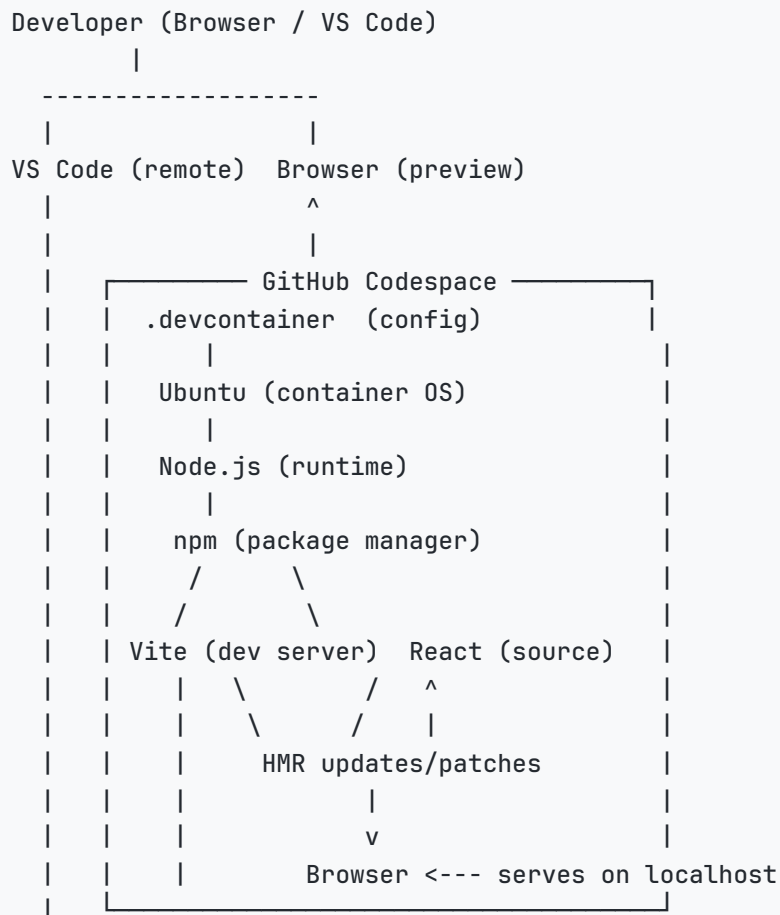 Developer (Browser / VS Code)
VS Code (remote)  Browser (preview)
GitHub Codespace
.devcontainer  (config)
Ubuntu (container OS)
Node.js (runtime)
npm (package manager)
Vite (dev server)  React (source)
HMR updates/patches
v
Browser <--- serves on localhost